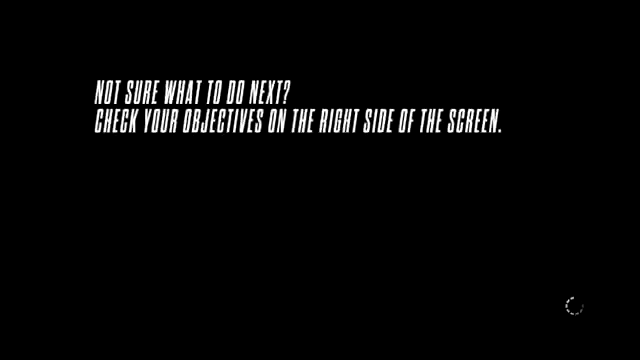 NOT SURE WHAT TO DO NEXT?
CHECK YOUR OBJECTIVES ON THE RIGHT SIDE OF THE SCREEN.